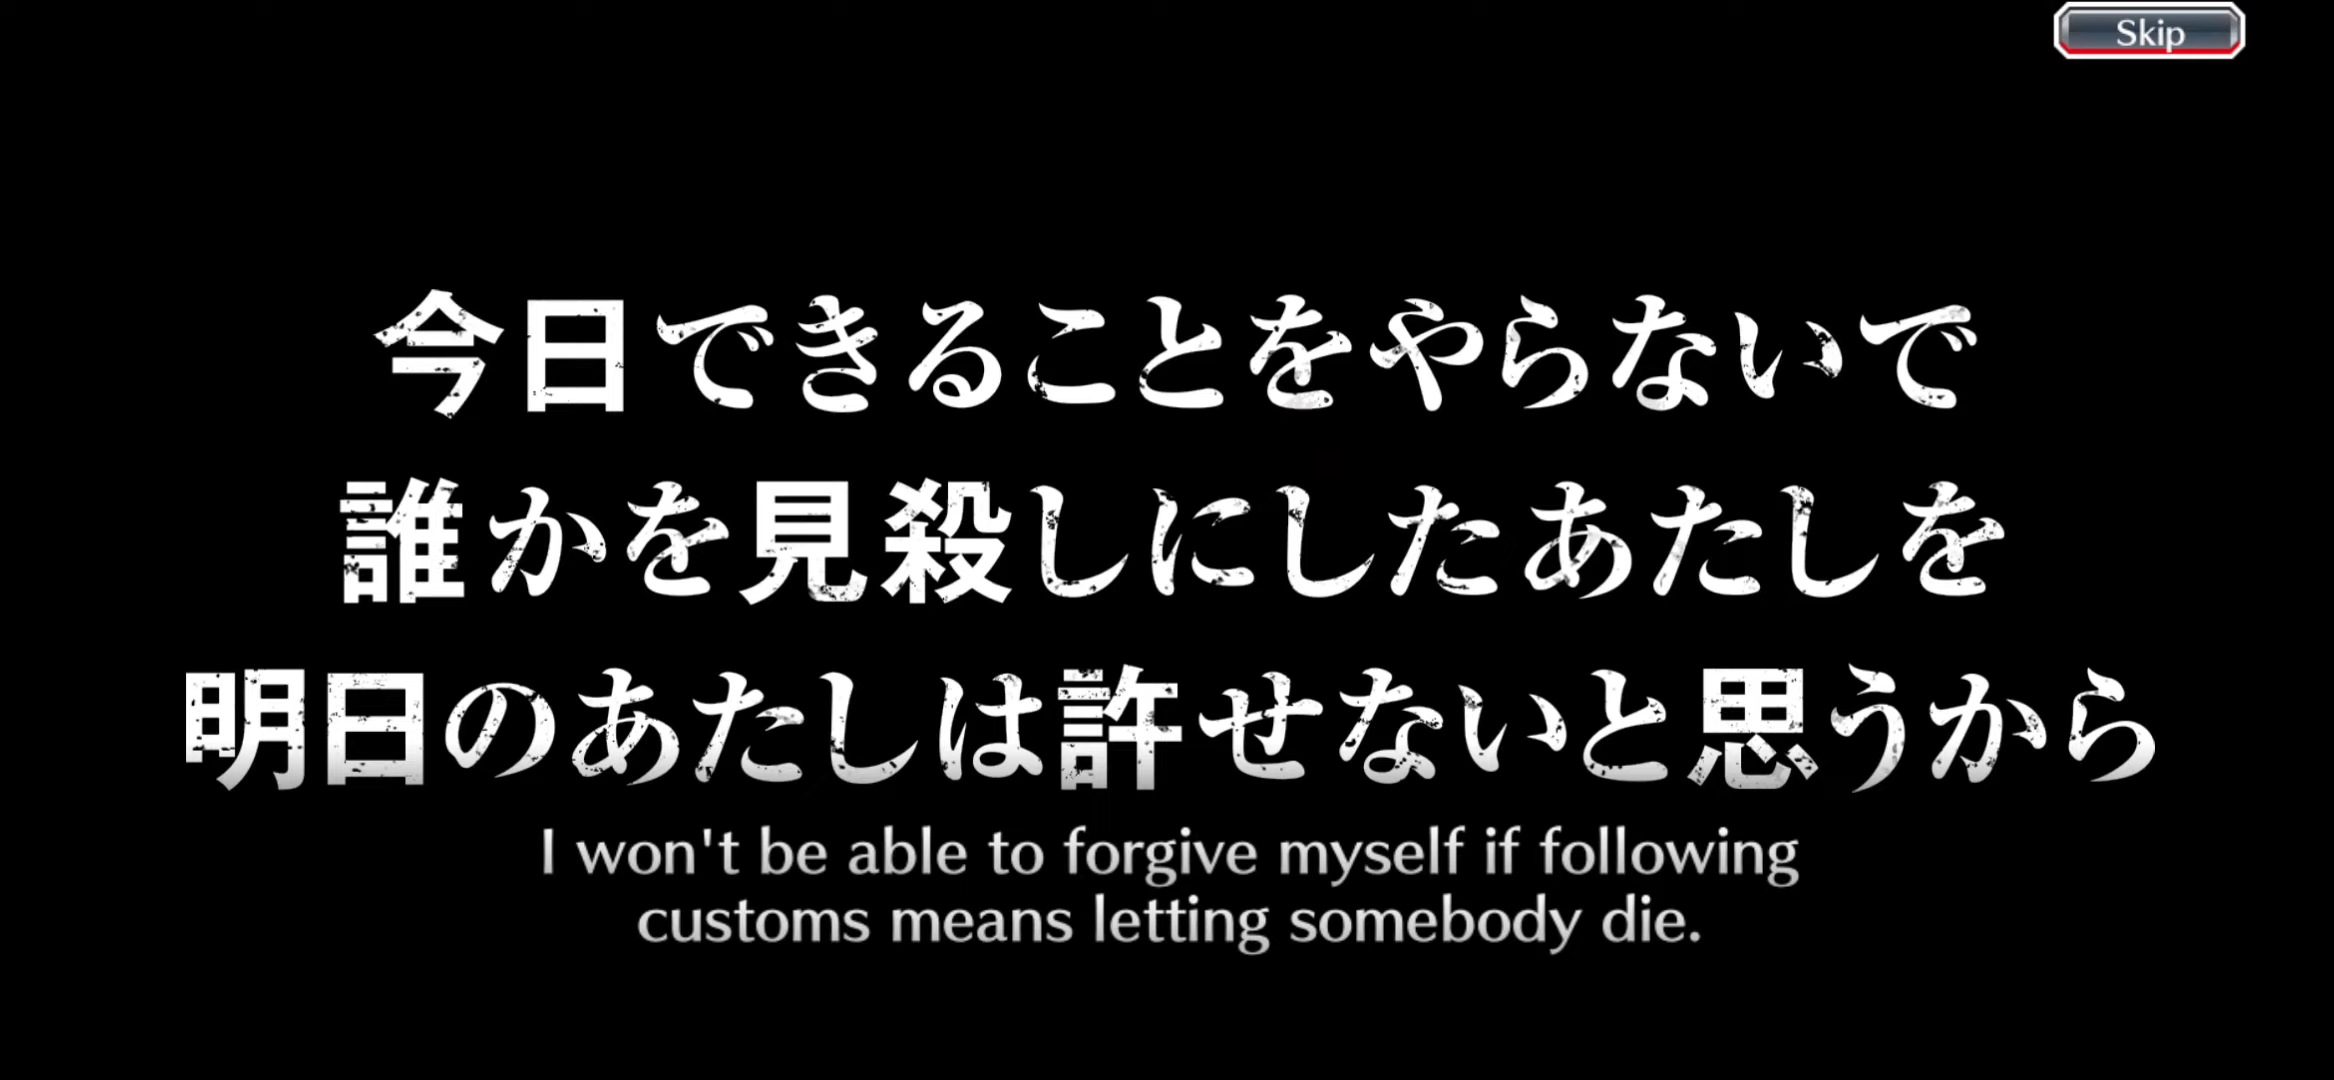 Skip
今日できることをやらないで
誰かを見殺しにしたあたしを
明日のあたしは許せないと思うから
I won't be able to forgive myself if following
customs means letting somebody die.